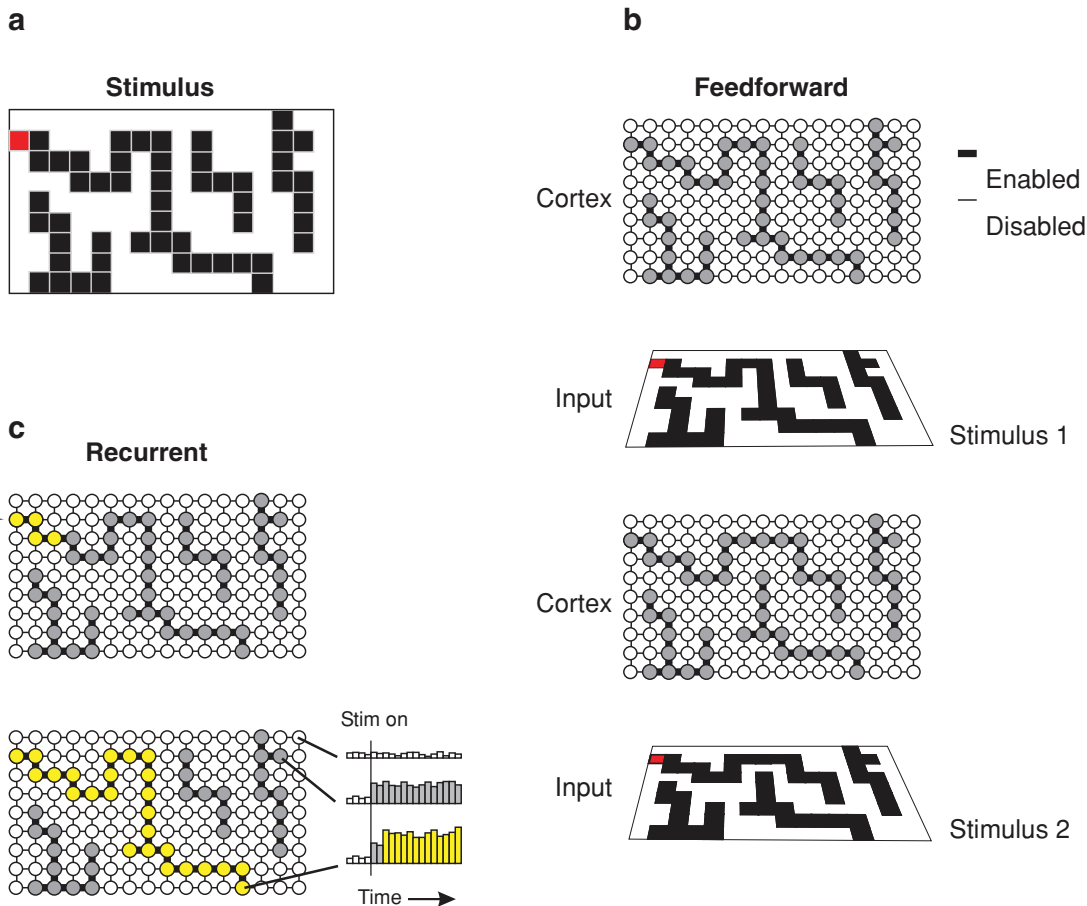 a
Stimulus
b
Feedforward
Cortex
Enabled
Disabled
Input
Stimulus 1
Cortex
Input
Stimulus 2
c
Recurrent
Stim on
Time